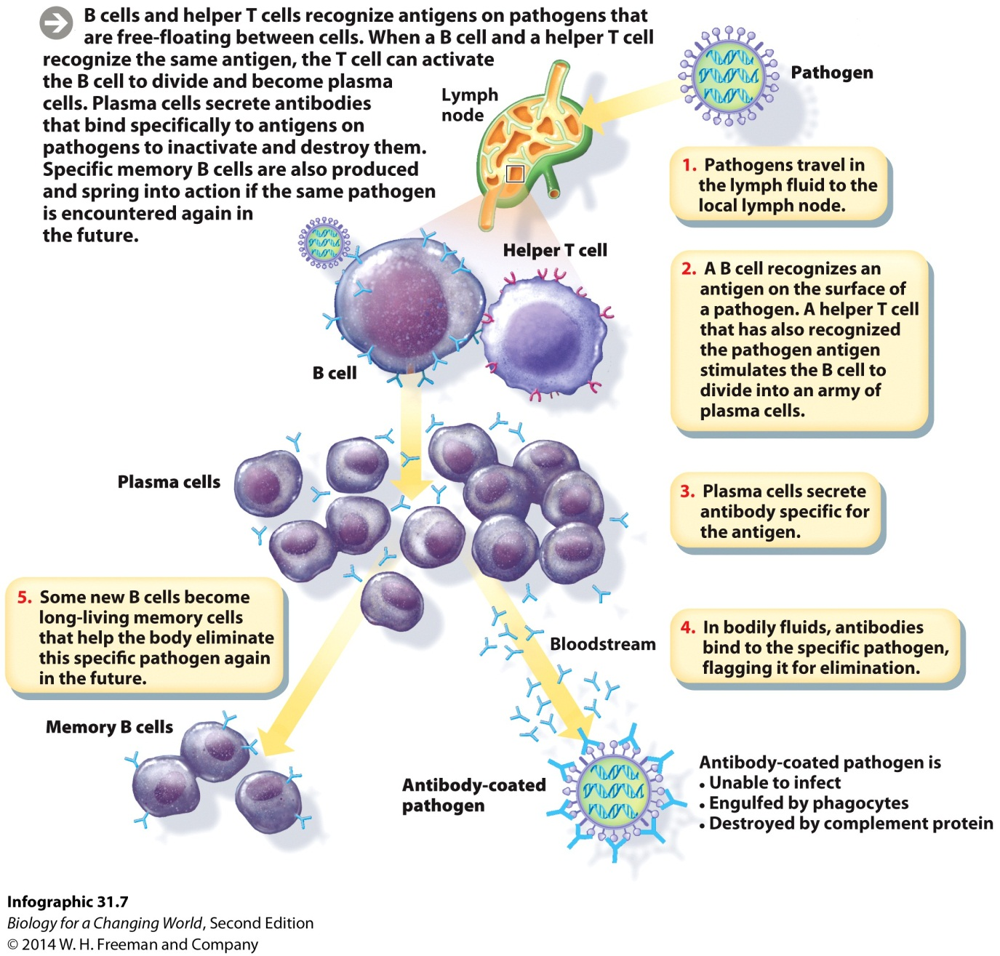 B cells and helper T cells recognize antigens on pathogens that
are free-floating between cells. When a B cell and a helper T cell
recognize the same antigen, the T cell can activate
the B cell to divide and become plasma
cells. Plasma cells secrete antibodies
that bind specifically to antigens on
pathogens to inactivate and destroy them.
Specific memory B cells are also produced
and spring into action if the same pathogen
is encountered again in
the future.
Lymph
node
Pathogen
1. Pathogens travel in
the lymph fluid to the
local lymph node.
Helper T cell
B cell
2. A B cell recognizes an
antigen on the surface of
a pathogen. A helper T cell
that has also recognized
the pathogen antigen
stimulates the B cell to
divide into an army of
plasma cells.
Plasma cells
3. Plasma cells secrete
antibody specific for
the antigen.
5. Some new B cells become
long-living memory cells
that help the body eliminate
this specific pathogen again
in the future.
Bloodstream
4. In bodily fluids, antibodies
bind to the specific pathogen,
flagging it for elimination.
Memory B cells
Antibody-coated
pathogen
Antibody-coated pathogen is
• Unable to infect
• Engulfed by phagocytes
• Destroyed by complement protein
Infographic 31.7
Biology for a Changing World, Second Edition
© 2014 W. H. Freeman and Company